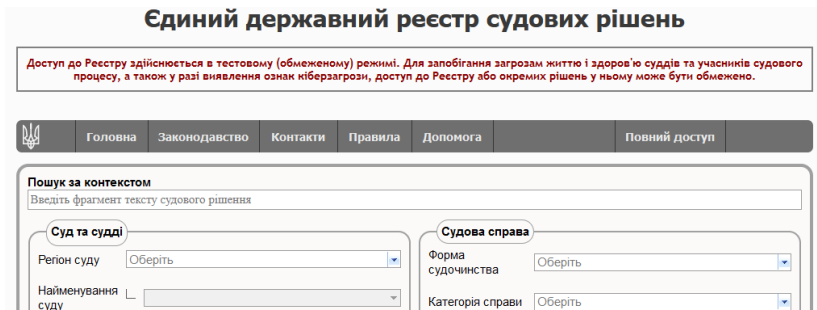 Єдиний державний реєстр судових рішень
Доступ до Реєстру здійснюється в тестовому (обмеженому) режимі. Для запобігання загрозам життю і здоров'ю суддів та учасників судового
процесу, а також у разі виявлення ознак кіберзагрози, доступ до Реєстру або окремих рішень у ньому може бути обмежено.
Головна Законодавство Контакти Правила Допомога Повний доступ
Пошук за контекстом
Введіть фрагмент тексту судового рішення
Суд та судді
Регіон суду Оберіть
Найменування
суду
Судова справа
Форма
судочинства Оберіть
Категорія справи Оберіть